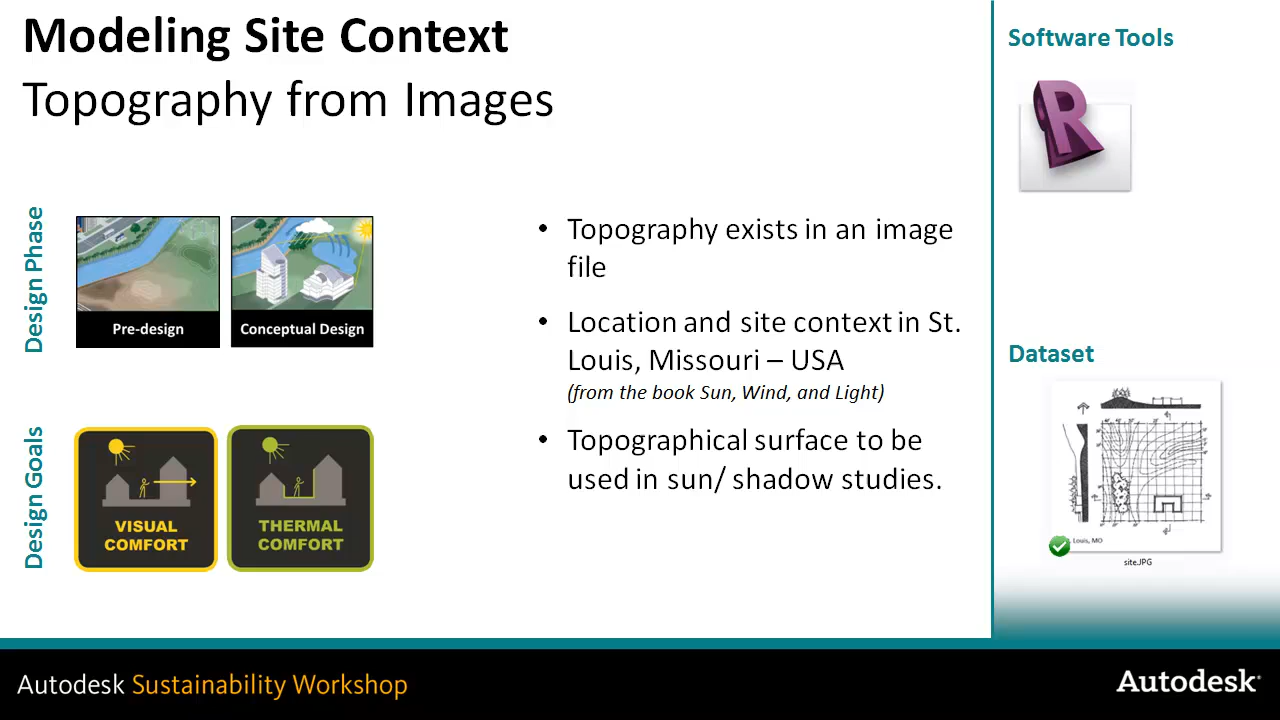 Modeling Site Context
Topography from Images
Software Tools
R
Design Phase
Pre-design
Conceptual Design
• Topography exists in an image
file
• Location and site context in St.
Louis, Missouri – USA
(from the book Sun, Wind, and Light)
• Topographical surface to be
used in sun/ shadow studies.
Design Goals
VISUAL
COMFORT
THERMAL
COMFORT
Dataset
Louis, MO
site.JPG
Autodesk Sustainability Workshop
Autodesk